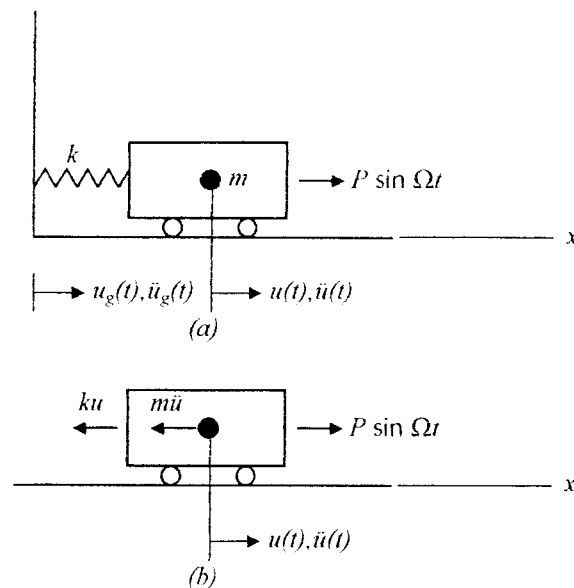 k
m
P sin Ωt
x
u_g(t), ü_g(t)
u(t), ü(t)
(a)
ku
mü
P sin Ωt
x
u(t), ü(t)
(b)